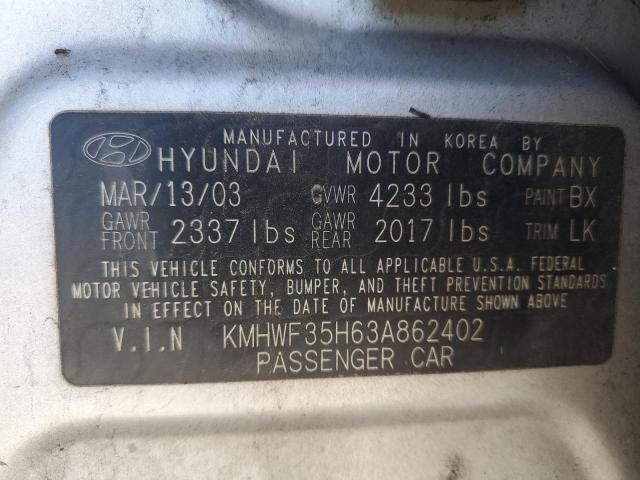 MANUFACTURED IN KOREA BY
HYUNDAI MOTOR COMPANY
MAR/13/03 GVWR 4233 lbs PAINT BX
GAWR FRONT 2337 lbs GAWR REAR 2017 lbs TRIM LK
THIS VEHICLE CONFORMS TO ALL APPLICABLE U.S.A. FEDERAL
MOTOR VEHICLE SAFETY, BUMPER, AND THEFT PREVENTION STANDARDS
IN EFFECT ON THE DATE OF MANUFACTURE SHOWN ABOVE
V.I.N KMHWF35H63A862402
PASSENGER CAR